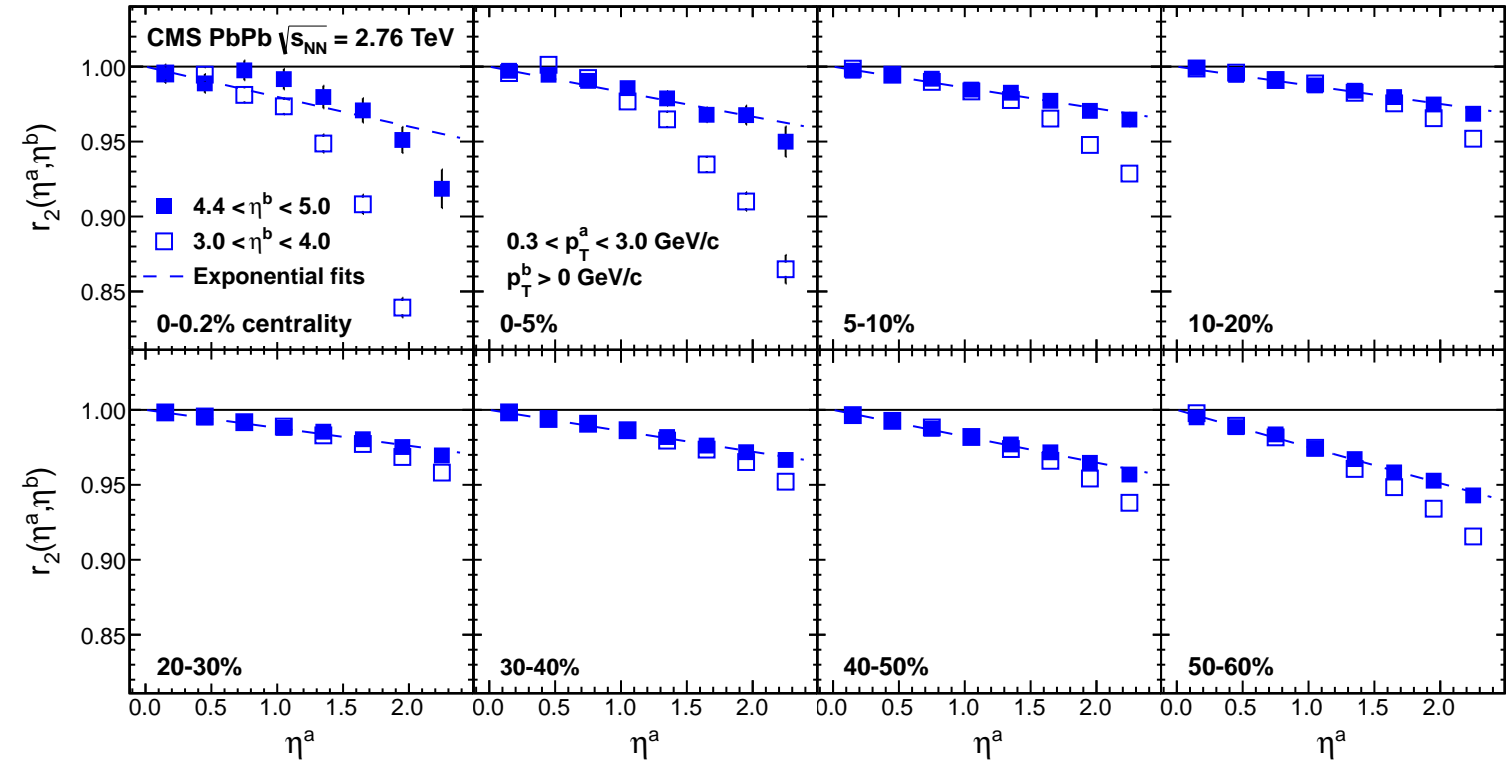 CMS PbPb √s_NN = 2.76 TeV
r₂(ηᵃ,ηᵇ)
1.00
0.95
0.90
0.85
4.4 < ηᵇ < 5.0
3.0 < ηᵇ < 4.0
Exponential fits
0-0.2% centrality
0.3 < p_T^a < 3.0 GeV/c
p_T^b > 0 GeV/c
0-5%
5-10%
10-20%
r₂(ηᵃ,ηᵇ)
1.00
0.95
0.90
0.85
20-30%
30-40%
40-50%
50-60%
0.0 0.5 1.0 1.5 2.0 0.0 0.5 1.0 1.5 2.0 0.0 0.5 1.0 1.5 2.0 0.0 0.5 1.0 1.5 2.0
ηᵃ ηᵃ ηᵃ ηᵃ